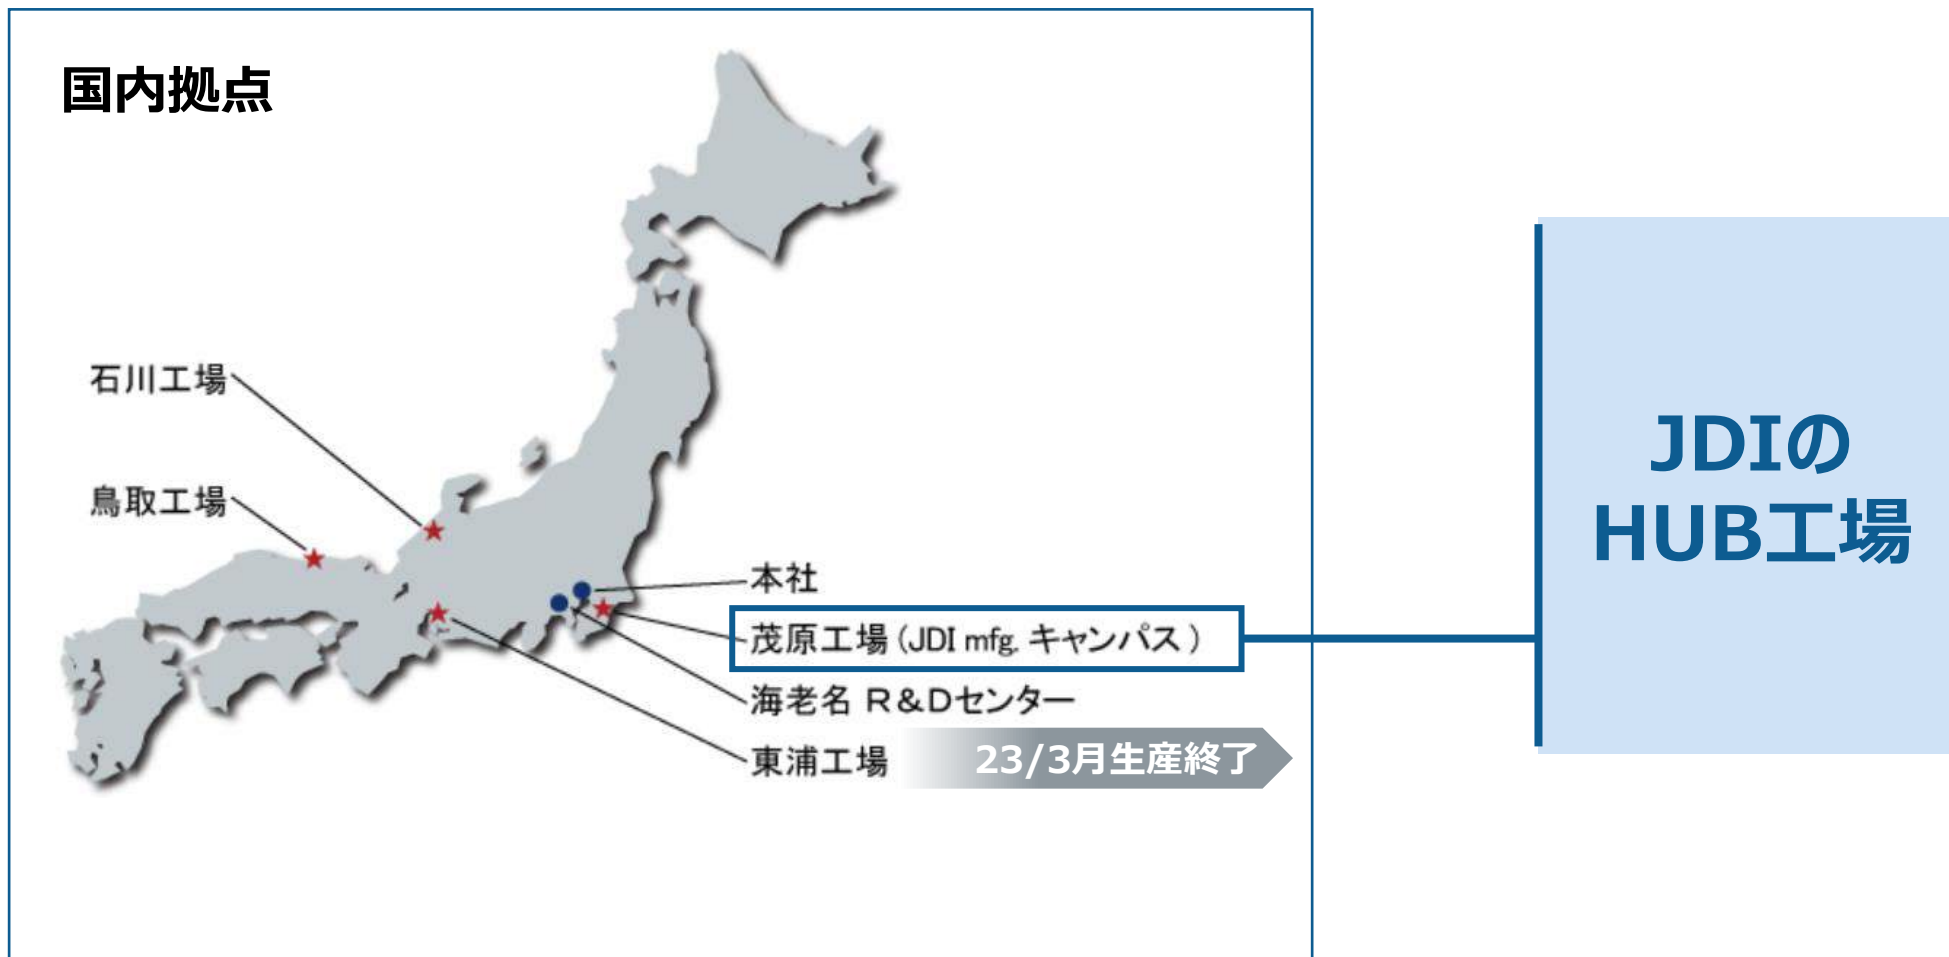 国内拠点
石川工場
鳥取工場
本社
茂原工場 (JDI mfg. キャンパス )
海老名 R&Dセンター
東浦工場
23/3月生産終了
JDIの
HUB工場